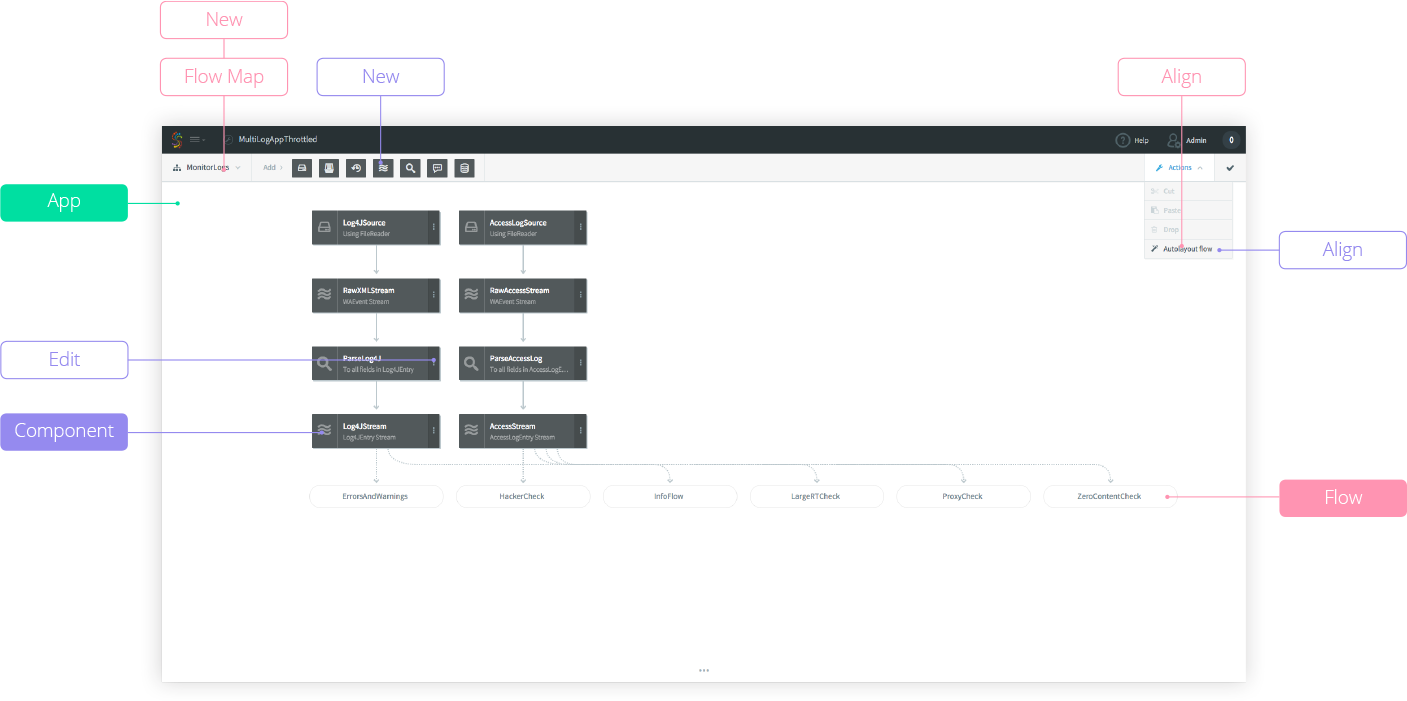 New
Flow Map
New
Align
MultiLogAppThrottled
Help
Admin
0
MonitorLogs
Add
Actions
App
Cut
Paste
Drop
Autolayout flow
Align
Log4JSource
Using FileReader
AccessLogSource
Using FileReader
RawXMLStream
WAEvent Stream
RawAccessStream
WAEvent Stream
Edit
ParseLog4J
To all fields in Log4JEntry
ParseAccessLog
To all fields in AccessLogE...
Component
Log4JStream
Log4JEntry Stream
AccessStream
AccessLogEntry Stream
ErrorsAndWarnings
HackerCheck
InfoFlow
LargeRTCheck
ProxyCheck
ZeroContentCheck
Flow